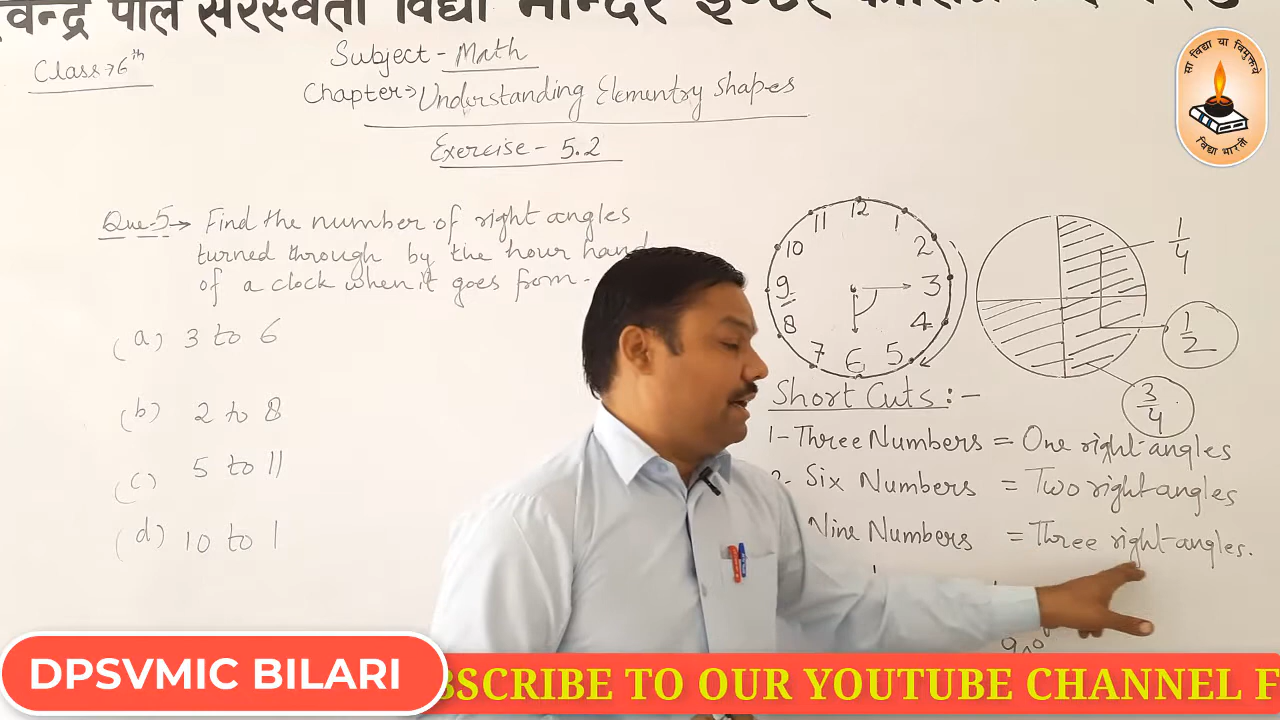 पाल सरस्वती विद्या मन्दिर इण्टर
Class→6th
Subject - Math
Chapter→ Understanding Elementry shapes
Exercise - 5.2
Que-5→ Find the number of right angles
turned through by the hour hand
of a clock when it goes from -
(a) 3 to 6
(b) 2 to 8
(c) 5 to 11
(d) 10 to 1
12
11 1
10 2
9 3
8 4
7 6 5
1/4
1/2
3/4
Short Cuts :-
1- Three Numbers = One right angles
2- Six Numbers = Two right angles
Nine Numbers = Three right angles.
90°
सा विद्या या विमुक्तये
विद्या भारती
DPSVMIC BILARI
BSCRIBE TO OUR YOUTUBE CHANNEL F